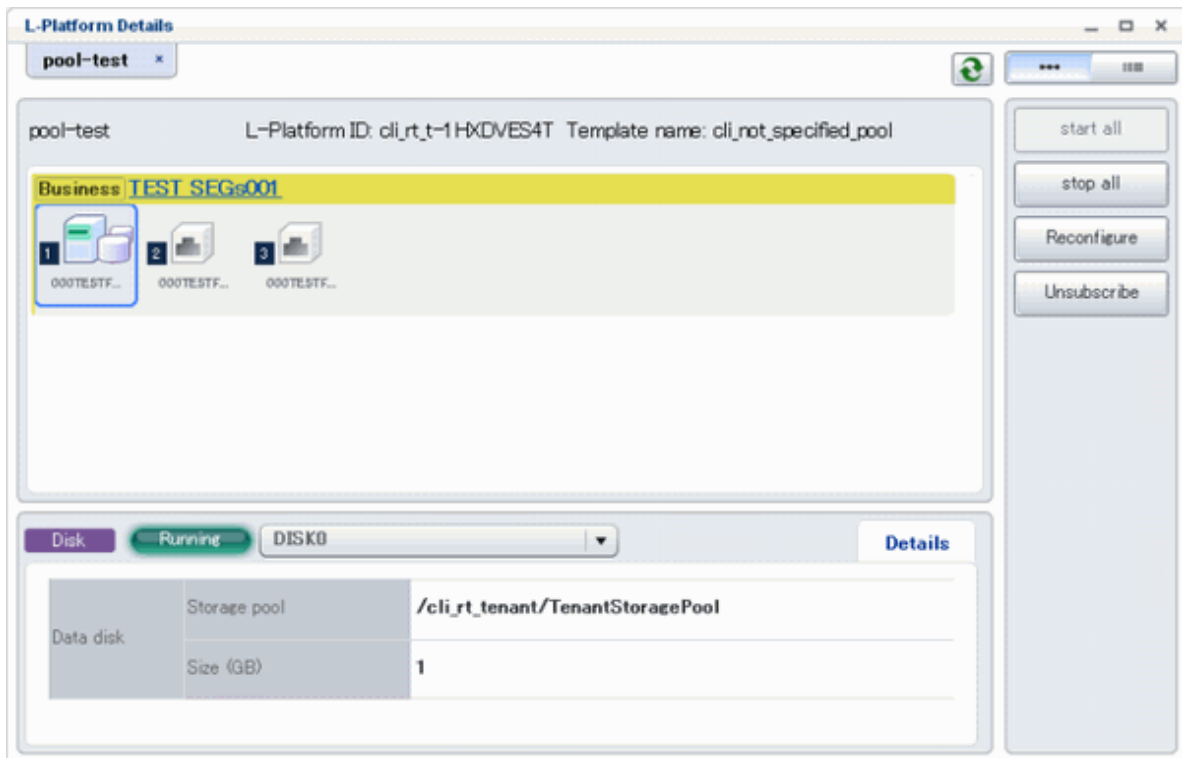 L-Platform Details
pool-test ×
pool-test L-Platform ID: cli_rt_t-1HXDVES4T Template name: cli_not_specified_pool
start all
stop all
Reconfigure
Unsubscribe
Business TEST SEGs001
1 2 3
000TESTF... 000TESTF... 000TESTF...
Disk Running DISK0 Details
Data disk
Storage pool /cli_rt_tenant/TenantStoragePool
Size (GB) 1